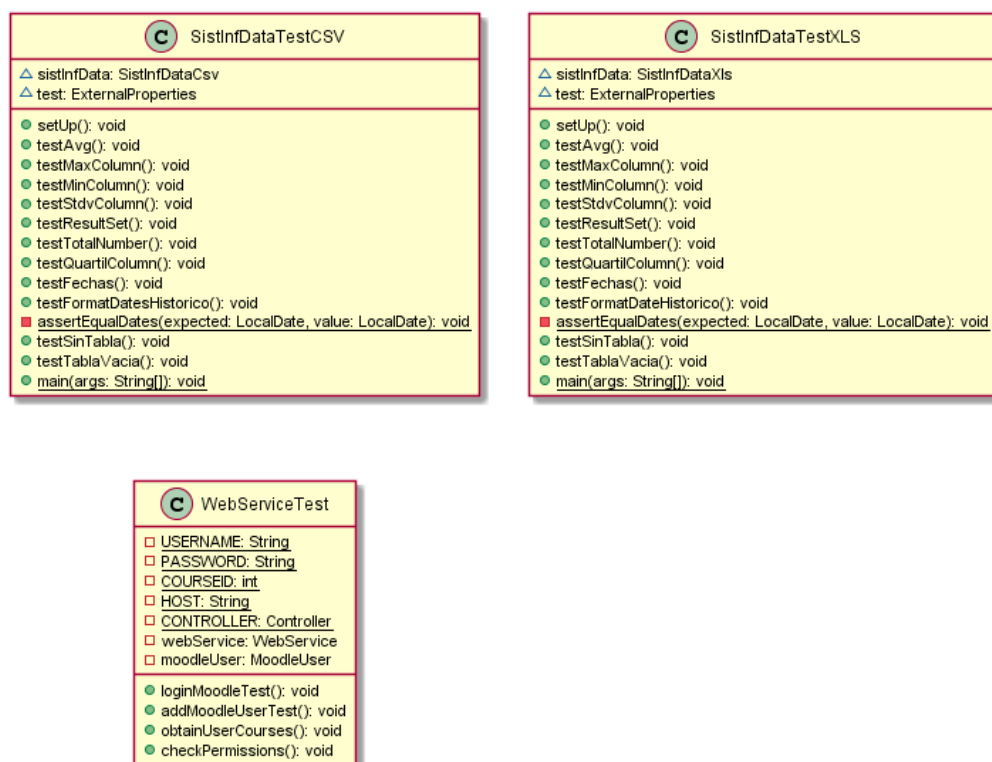 C SistInfDataTestCSV
sistInfData: SistInfDataCsv
test: ExternalProperties
setUp(): void
testAvg(): void
testMaxColumn(): void
testMinColumn(): void
testStdvColumn(): void
testResultSet(): void
testTotalNumber(): void
testQuartilColumn(): void
testFechas(): void
testFormatDatesHistorico(): void
assertEqualDates(expected: LocalDate, value: LocalDate): void
testSinTabla(): void
testTablaVacia(): void
main(args: String[]): void
C SistInfDataTestXLS
sistInfData: SistInfDataXls
test: ExternalProperties
setUp(): void
testAvg(): void
testMaxColumn(): void
testMinColumn(): void
testStdvColumn(): void
testResultSet(): void
testTotalNumber(): void
testQuartilColumn(): void
testFechas(): void
testFormatDateHistorico(): void
assertEqualDates(expected: LocalDate, value: LocalDate): void
testSinTabla(): void
testTablaVacia(): void
main(args: String[]): void
C WebServiceTest
USERNAME: String
PASSWORD: String
COURSEID: int
HOST: String
CONTROLLER: Controller
webService: WebService
moodleUser: MoodleUser
loginMoodleTest(): void
addMoodleUserTest(): void
obtainUserCourses(): void
checkPermissions(): void